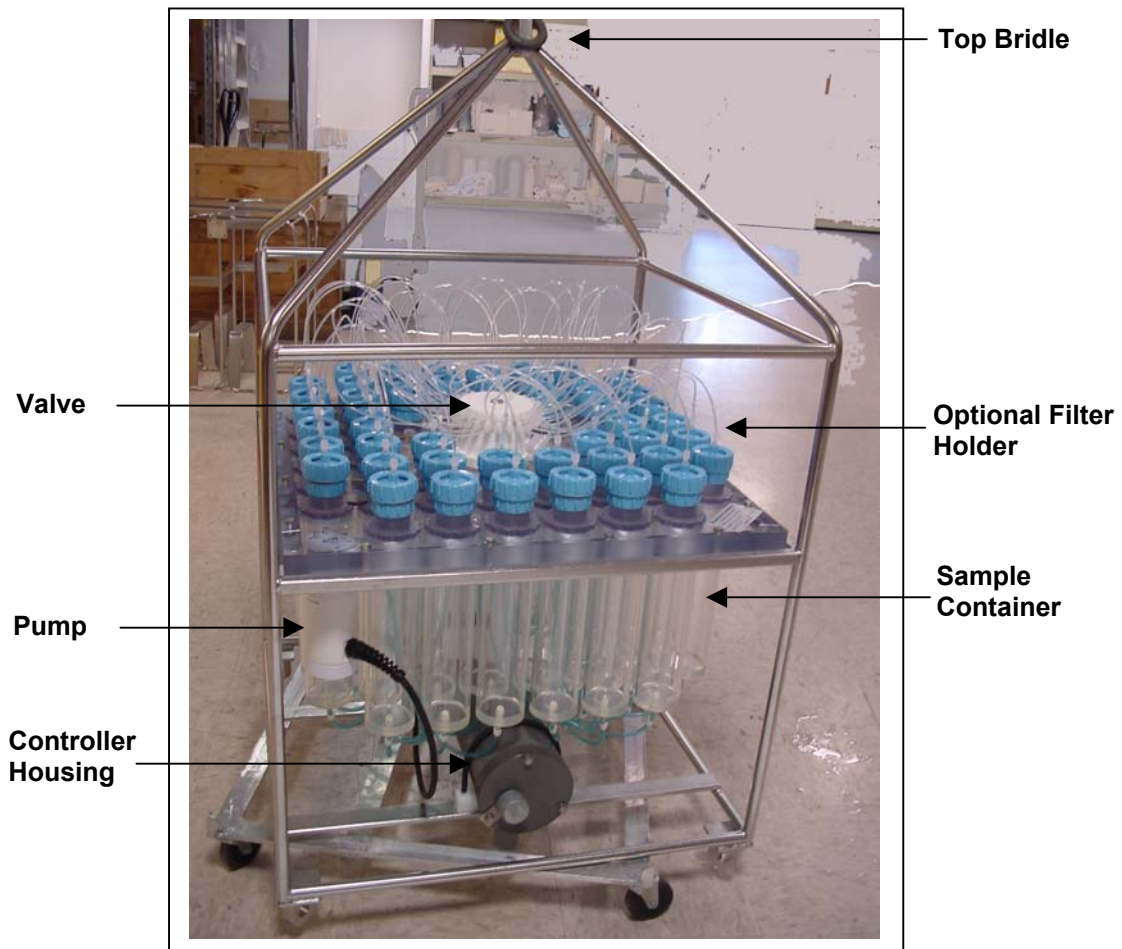 Top Bridle
Valve
Optional Filter
Holder
Sample
Container
Pump
Controller
Housing